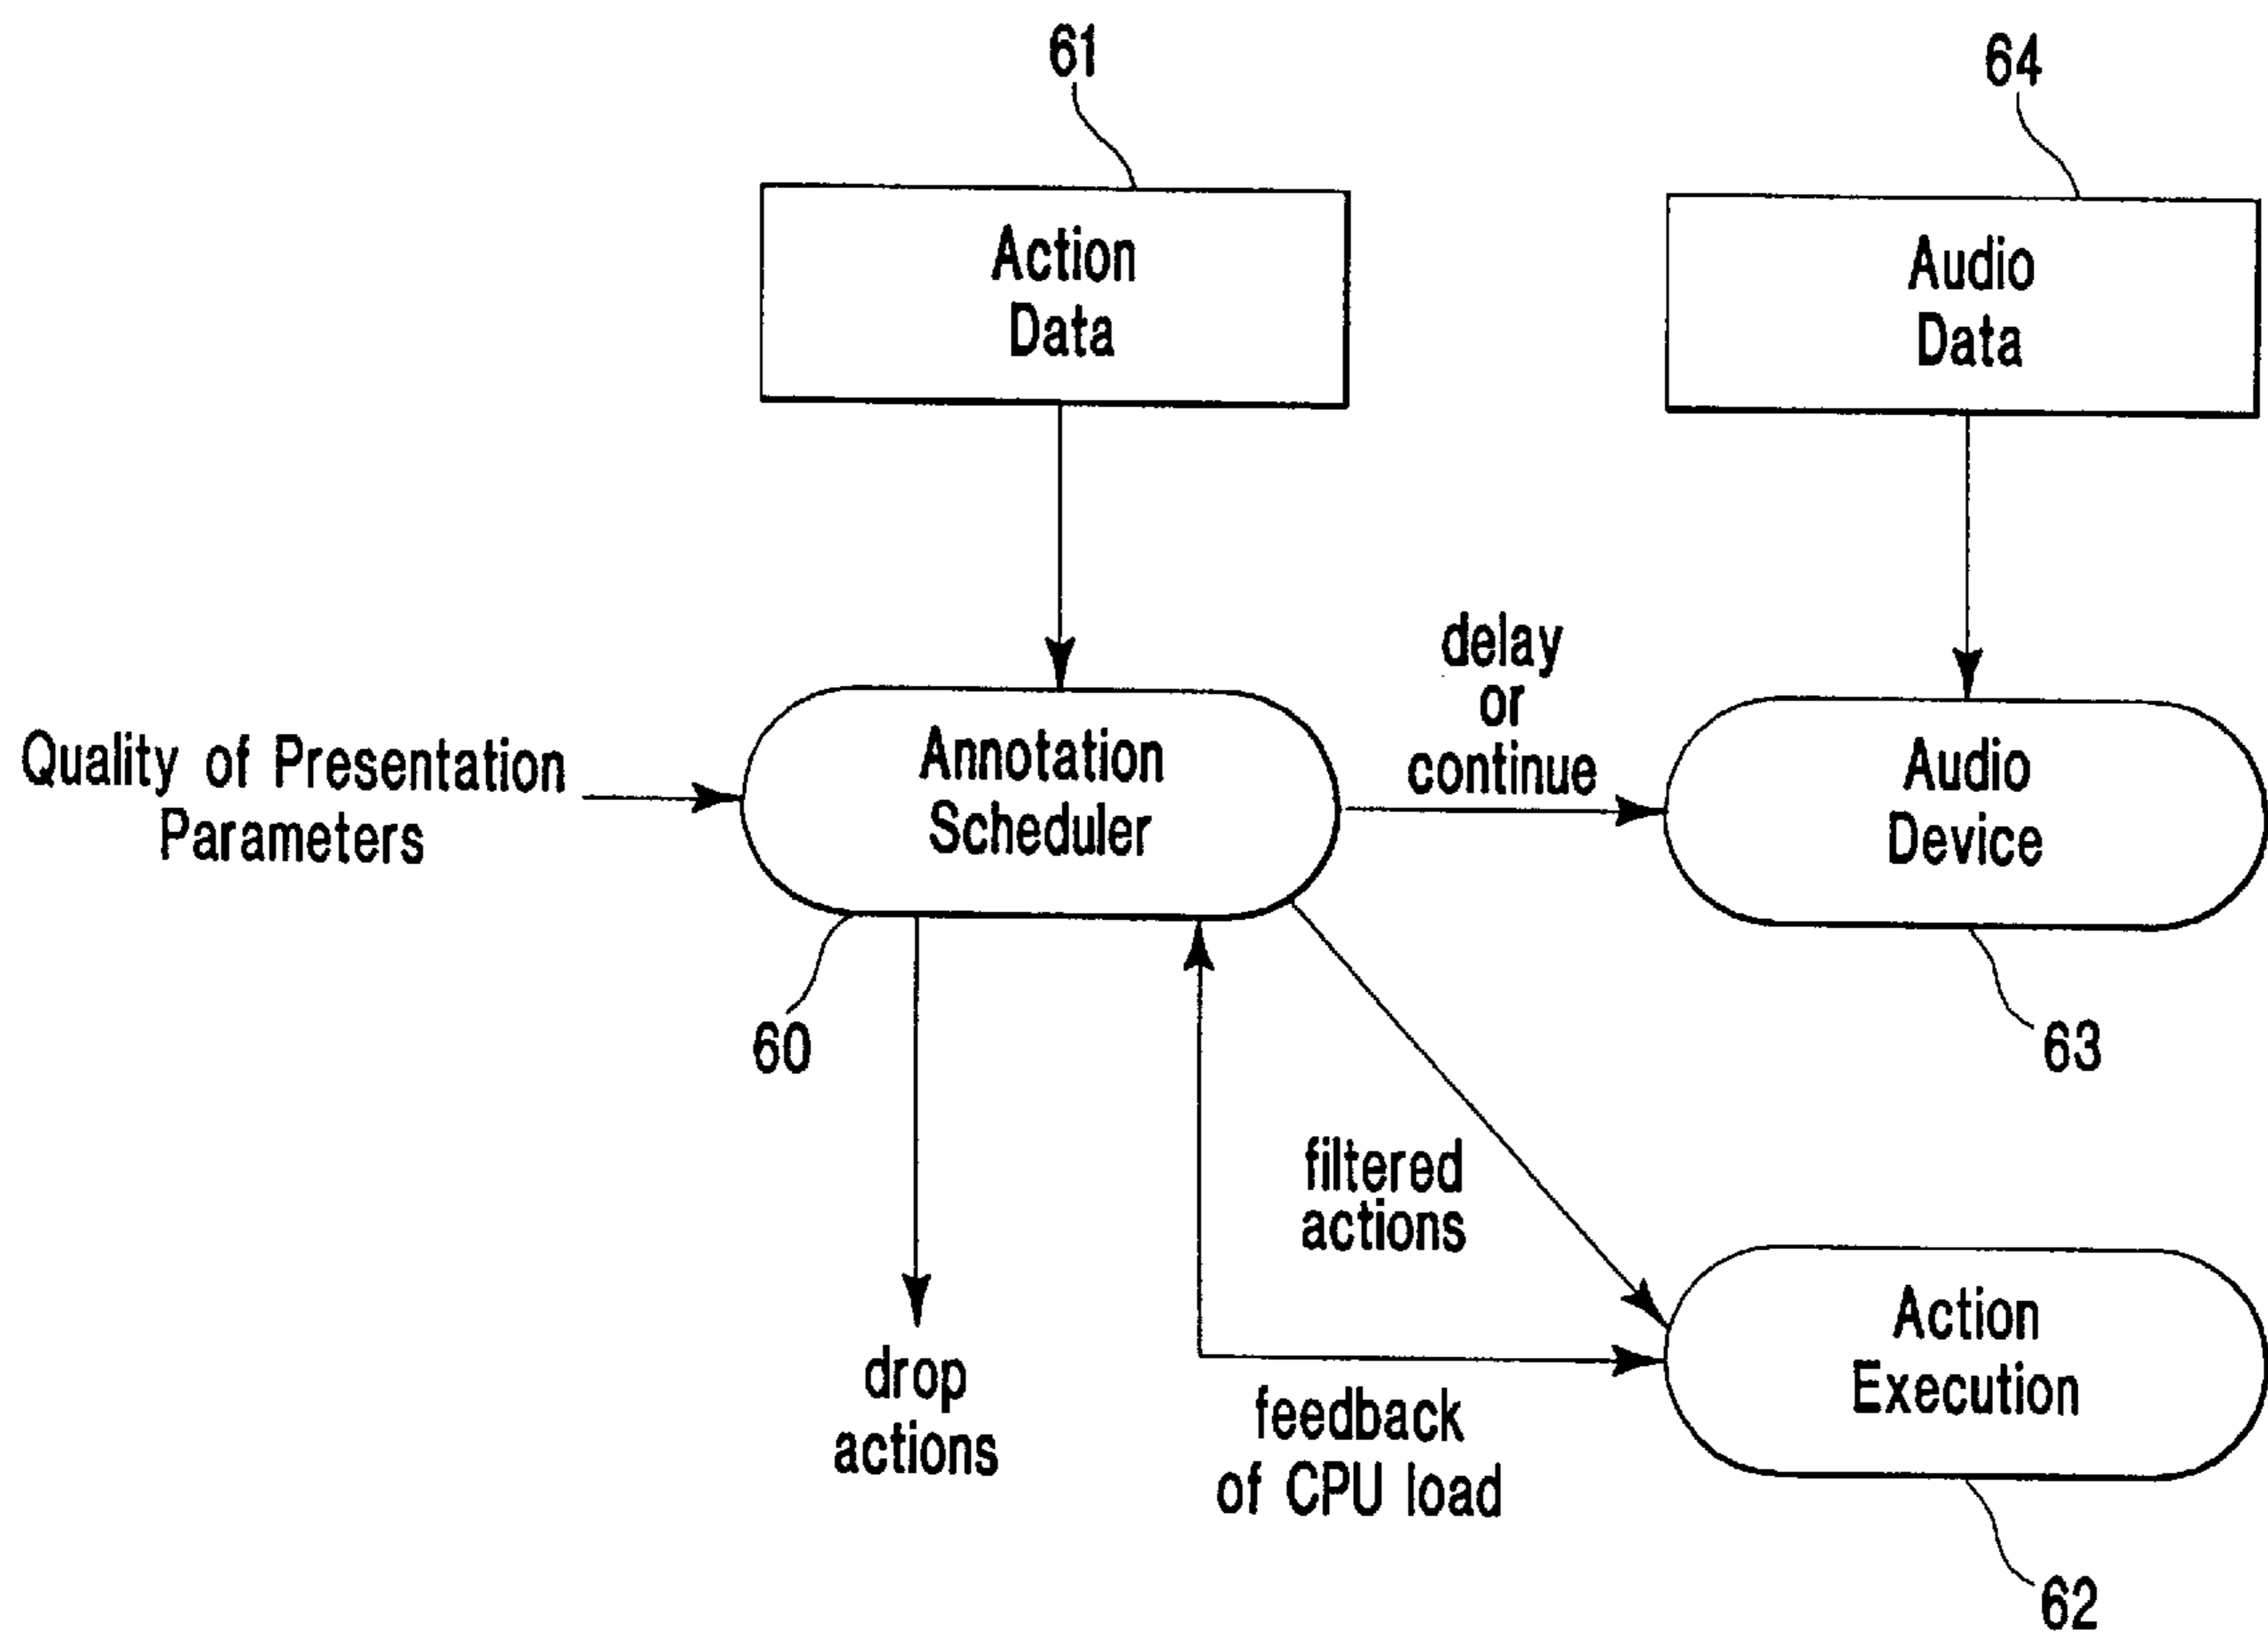 61
64
Action
Data
Audio
Data
delay
or
continue
Quality of Presentation
Parameters
Annotation
Scheduler
Audio
Device
60
63
filtered
actions
drop
actions
feedback
of CPU load
Action
Execution
62